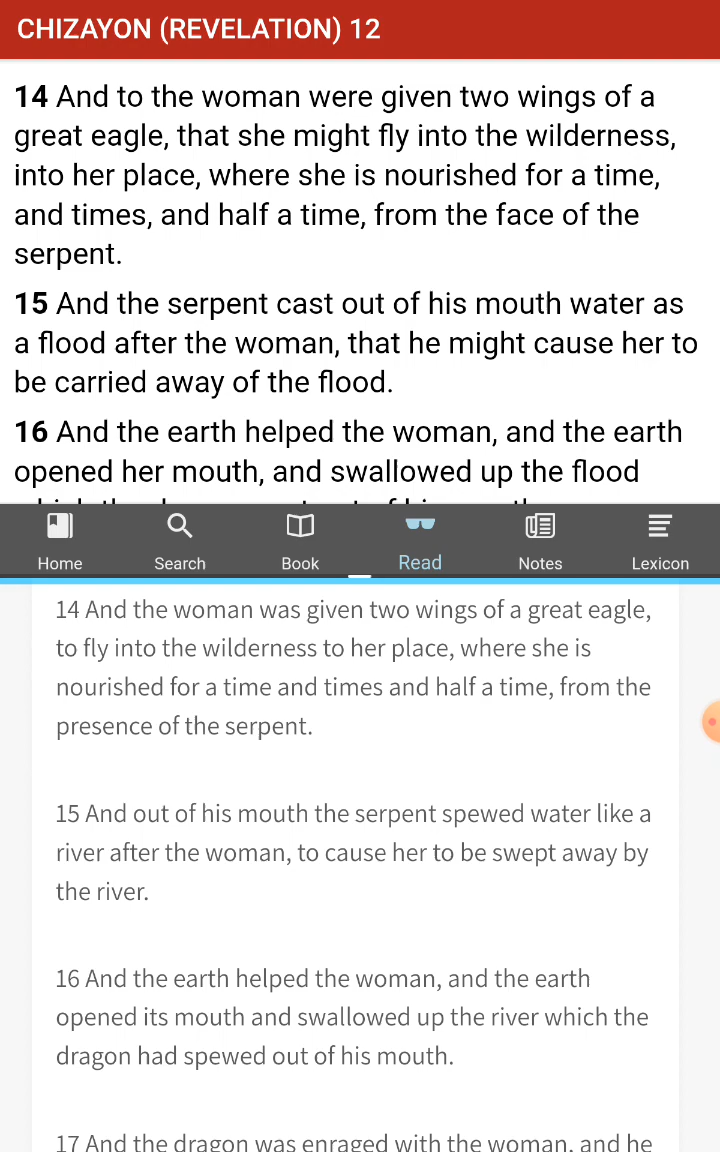 CHIZAYON (REVELATION) 12
14 And to the woman were given two wings of a
great eagle, that she might fly into the wilderness,
into her place, where she is nourished for a time,
and times, and half a time, from the face of the
serpent.
15 And the serpent cast out of his mouth water as
a flood after the woman, that he might cause her to
be carried away of the flood.
16 And the earth helped the woman, and the earth
opened her mouth, and swallowed up the flood
Home Search Book Read Notes Lexicon
14 And the woman was given two wings of a great eagle,
to fly into the wilderness to her place, where she is
nourished for a time and times and half a time, from the
presence of the serpent.
15 And out of his mouth the serpent spewed water like a
river after the woman, to cause her to be swept away by
the river.
16 And the earth helped the woman, and the earth
opened its mouth and swallowed up the river which the
dragon had spewed out of his mouth.
17 And the dragon was enraged with the woman, and he